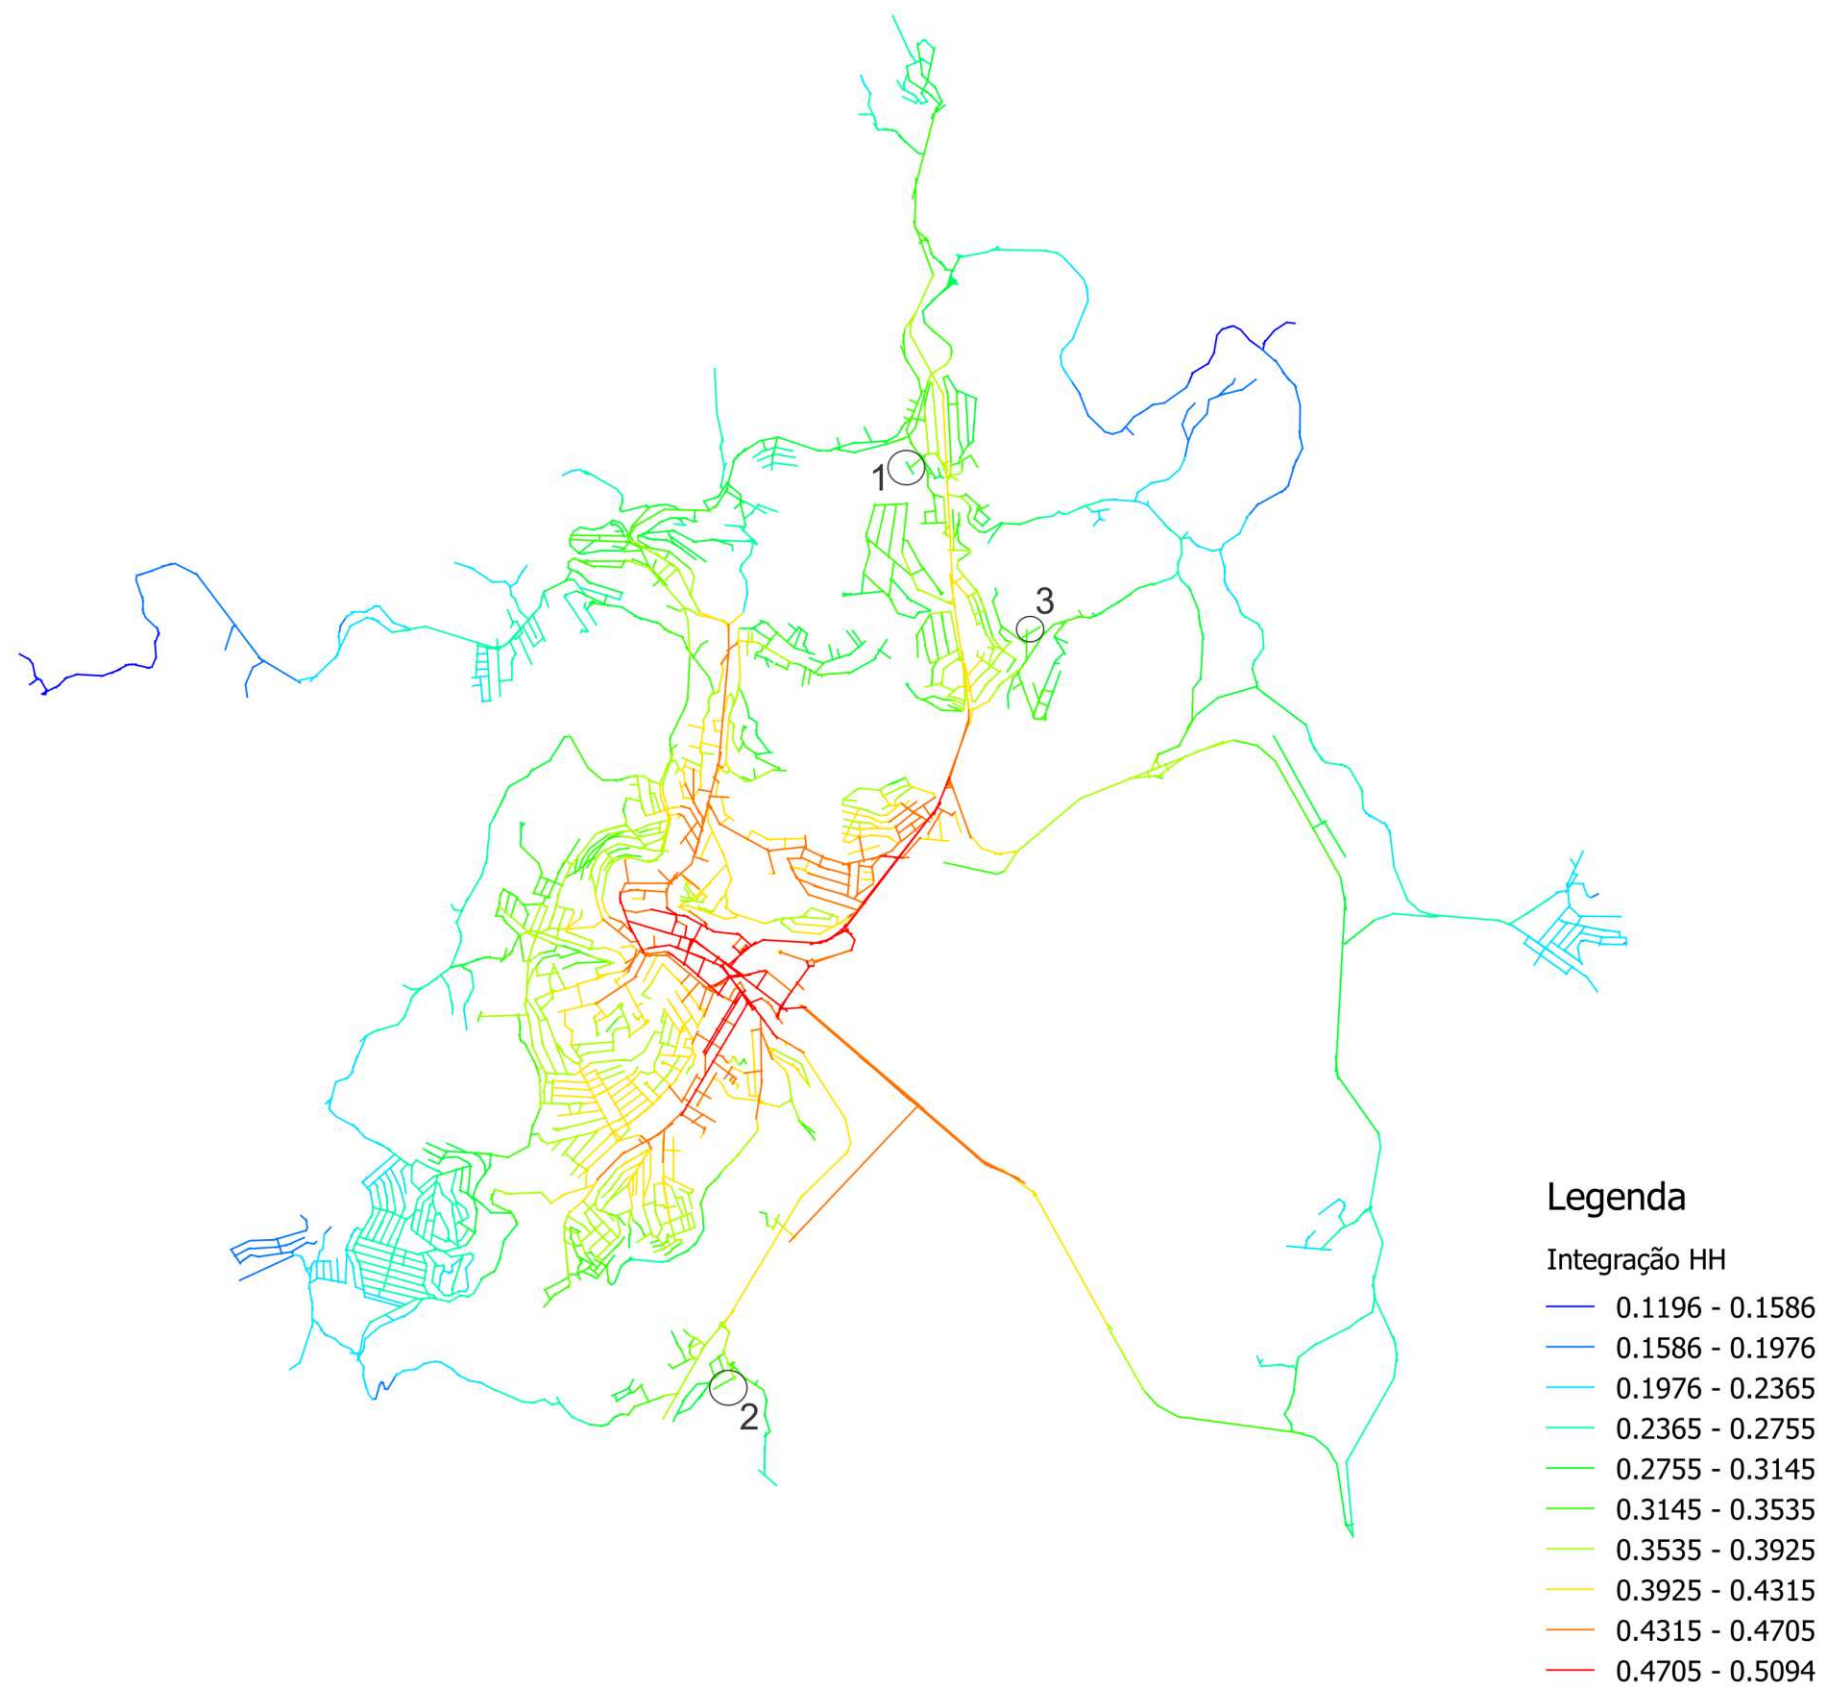 1
3
2
Legenda
Integração HH
0.1196 - 0.1586
0.1586 - 0.1976
0.1976 - 0.2365
0.2365 - 0.2755
0.2755 - 0.3145
0.3145 - 0.3535
0.3535 - 0.3925
0.3925 - 0.4315
0.4315 - 0.4705
0.4705 - 0.5094